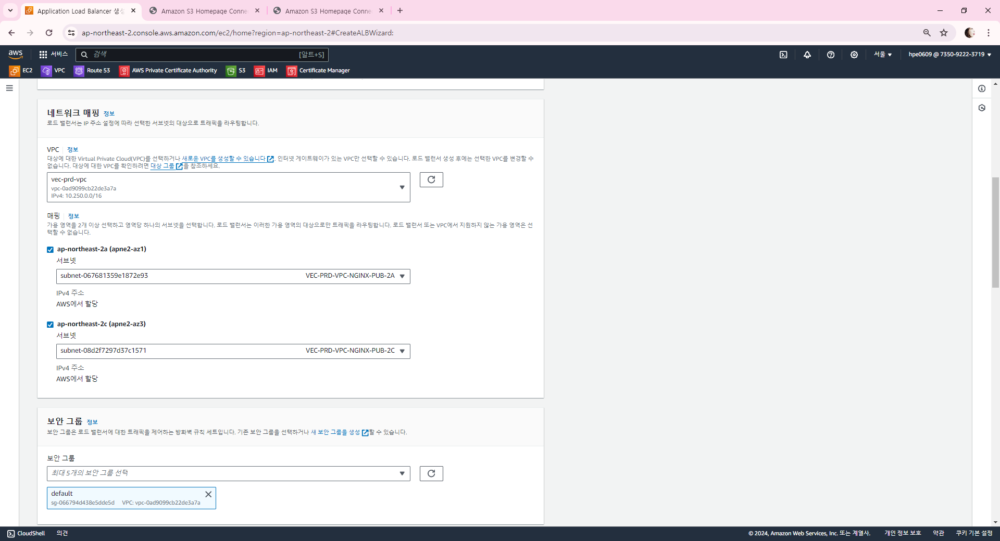 Application Load Balancer 생성
Amazon S3 Homepage Conne
Amazon S3 Homepage Conne
ap-northeast-2.console.aws.amazon.com/ec2/home?region=ap-northeast-2#CreateALBWizard:
aws
서비스
검색
[알트+S]
서울
hpe0609 @ 7350-9222-3719
EC2
VPC
Route 53
AWS Private Certificate Authority
S3
IAM
Certificate Manager
네트워크 매핑 정보
로드 밸런서는 IP 주소 설정에 따라 선택한 서브넷의 대상으로 트래픽을 라우팅합니다.
VPC 정보
대상에 대한 Virtual Private Cloud(VPC)를 선택하거나 새로운 VPC를 생성할 수 있습니다. 인터넷 게이트웨이가 있는 VPC만 선택할 수 있습니다. 로드 밸런서 생성 후에는 선택한 VPC를 변경할 수
없습니다. 대상에 대한 VPC를 확인하려면 대상 그룹을 참조하세요.
vec-prd-vpc
vpc-0ad9099cb22de3a7a
IPv4: 10.250.0.0/16
매핑 정보
가용 영역을 2개 이상 선택하고 영역당 하나의 서브넷을 선택합니다. 로드 밸런서는 이러한 가용 영역의 대상으로만 트래픽을 라우팅합니다. 로드 밸런서 또는 VPC에서 지원하지 않는 가용 영역은 선
택할 수 없습니다.
ap-northeast-2a (apne2-az1)
서브넷
subnet-067681359e1872e93 VEC-PRD-VPC-NGINX-PUB-2A
IPv4 주소
AWS에서 할당
ap-northeast-2c (apne2-az3)
서브넷
subnet-08d2f7297d37c1571 VEC-PRD-VPC-NGINX-PUB-2C
IPv4 주소
AWS에서 할당
보안 그룹 정보
보안 그룹은 로드 밸런서에 대한 트래픽을 제어하는 방화벽 규칙 세트입니다. 기존 보안 그룹을 선택하거나 새 보안 그룹을 생성할 수 있습니다.
보안 그룹
최대 5개의 보안 그룹 선택
default
sg-066794d438e5dde5d VPC: vpc-0ad9099cb22de3a7a
CloudShell
의견
© 2024, Amazon Web Services, Inc. 또는 계열사.
개인 정보 보호
약관
쿠키 기본 설정